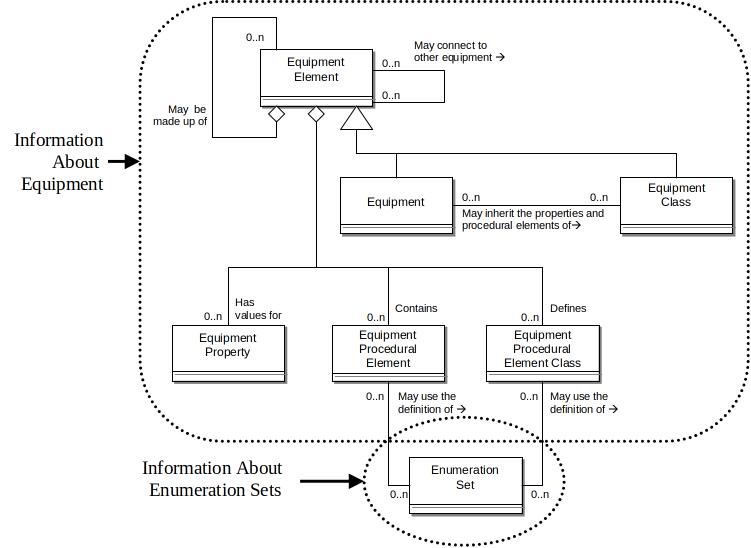 0..n
Equipment
Element
May connect to
other equipment →
0..n
0..n
May be
made up of
Information
About
Equipment
Equipment
0..n
0..n
May inherit the properties and
procedural elements of→
Equipment
Class
Has
values for
0..n
Contains
0..n
Defines
0..n
Equipment
Property
Equipment
Procedural
Element
Equipment
Procedural
Element Class
0..n
May use the
definition of →
0..n
May use the
definition of →
Information About
Enumeration Sets
Enumeration
Set
0..n
0..n